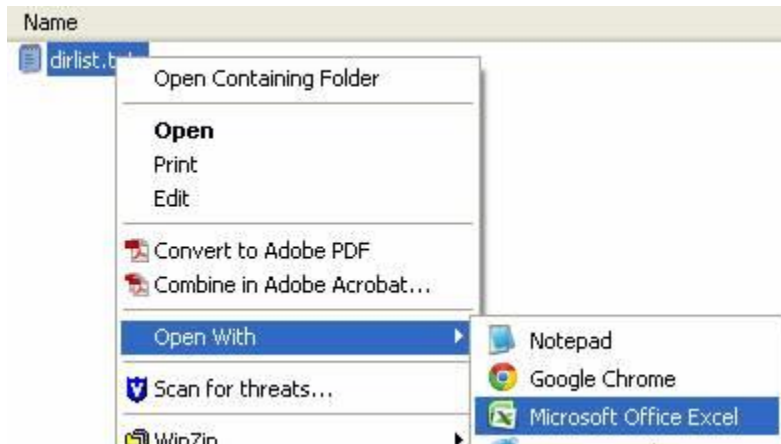 Name
dirlist.t
Open Containing Folder
Open
Print
Edit
Convert to Adobe PDF
Combine in Adobe Acrobat...
Open With
Notepad
Google Chrome
Microsoft Office Excel
Scan for threats...
WinZip